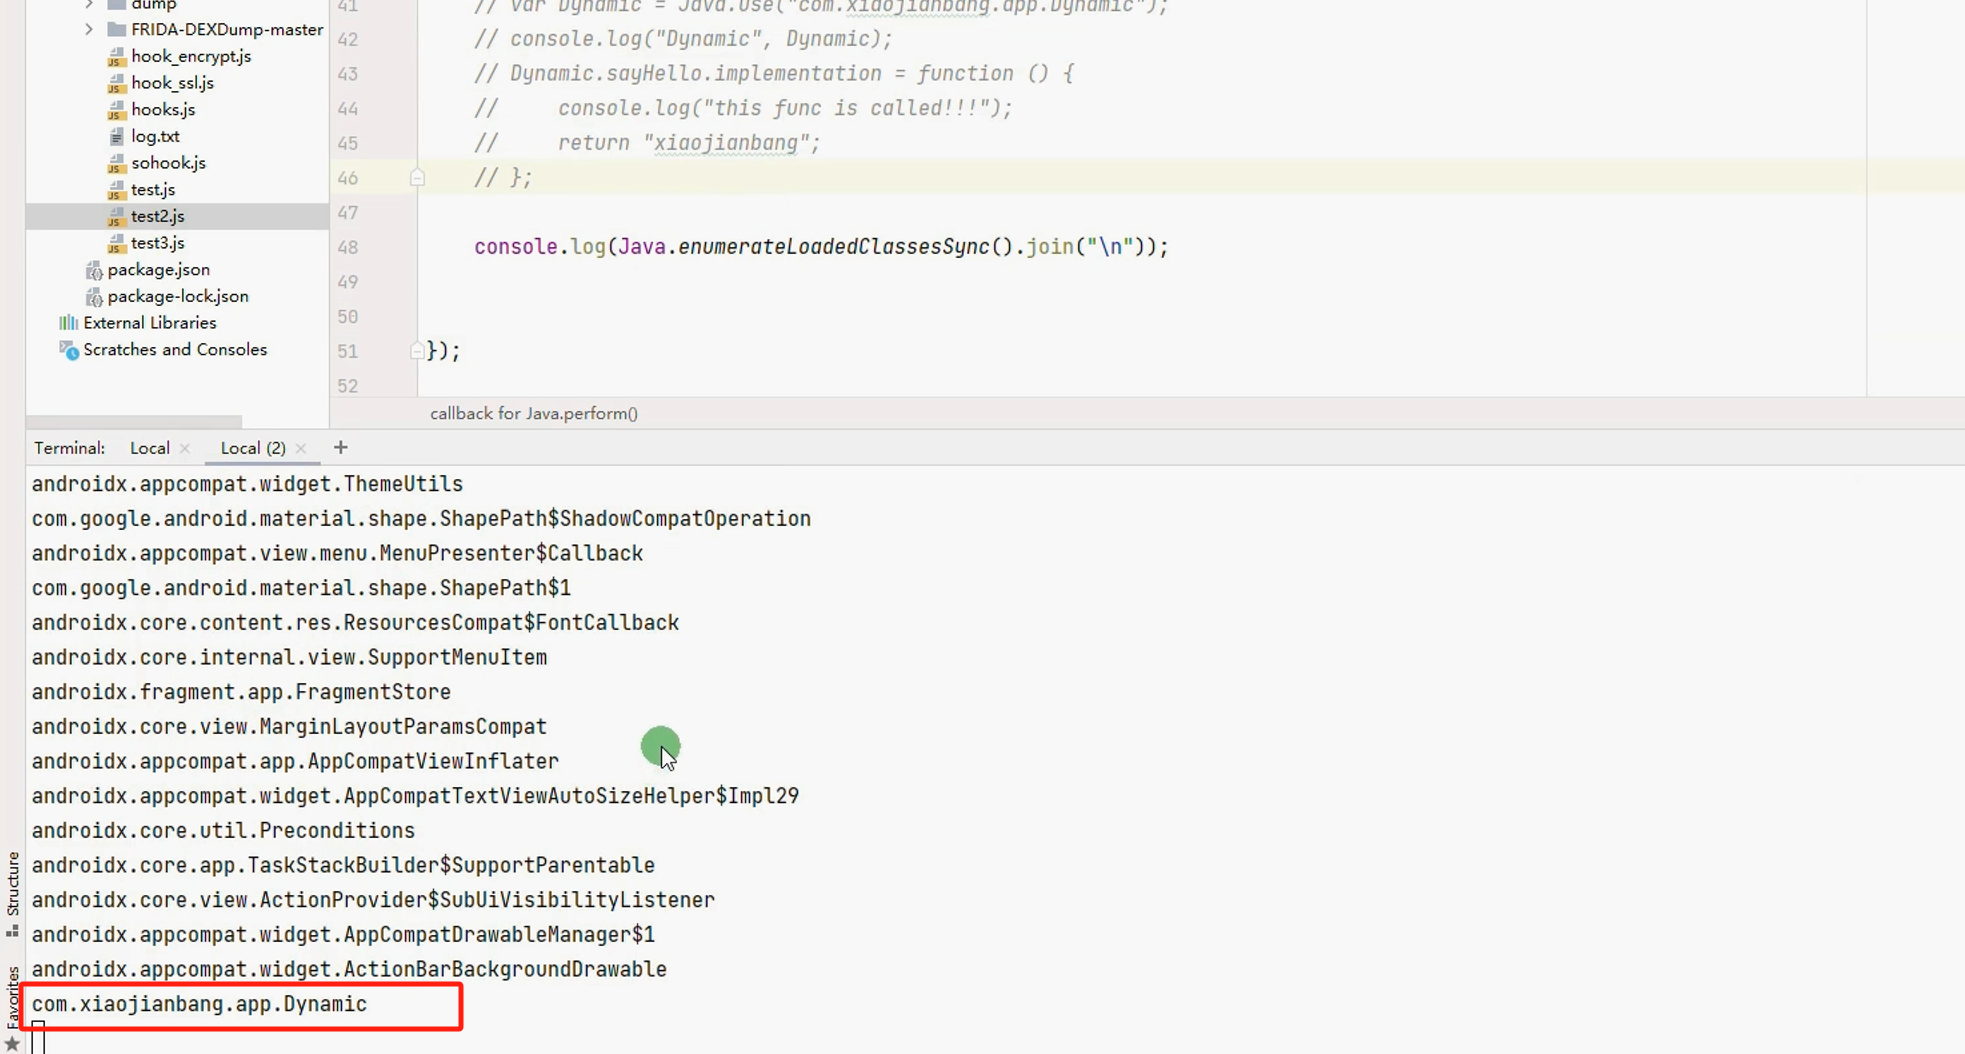 dump
FRIDA-DEXDump-master
hook_encrypt.js
hook_ssl.js
hooks.js
log.txt
sohook.js
test.js
test2.js
test3.js
package.json
package-lock.json
External Libraries
Scratches and Consoles
41 // var Dynamic = Java.use("com.xiaojianbang.app.Dynamic");
42 // console.log("Dynamic", Dynamic);
43 // Dynamic.sayHello.implementation = function () {
44 //     console.log("this func is called!!!");
45 //     return "xiaojianbang";
46 // };
47
48 console.log(Java.enumerateLoadedClassesSync().join("\n"));
49
50
51 });
52
callback for Java.perform()
Terminal: Local × Local (2) × +
androidx.appcompat.widget.ThemeUtils
com.google.android.material.shape.ShapePath$ShadowCompatOperation
androidx.appcompat.view.menu.MenuPresenter$Callback
com.google.android.material.shape.ShapePath$1
androidx.core.content.res.ResourcesCompat$FontCallback
androidx.core.internal.view.SupportMenuItem
androidx.fragment.app.FragmentStore
androidx.core.view.MarginLayoutParamsCompat
androidx.appcompat.app.AppCompatViewInflater
androidx.appcompat.widget.AppCompatTextViewAutoSizeHelper$Impl29
androidx.core.util.Preconditions
androidx.core.app.TaskStackBuilder$SupportParentable
androidx.core.view.ActionProvider$SubUiVisibilityListener
androidx.appcompat.widget.AppCompatDrawableManager$1
androidx.appcompat.widget.ActionBarBackgroundDrawable
com.xiaojianbang.app.Dynamic
Structure
Favorites